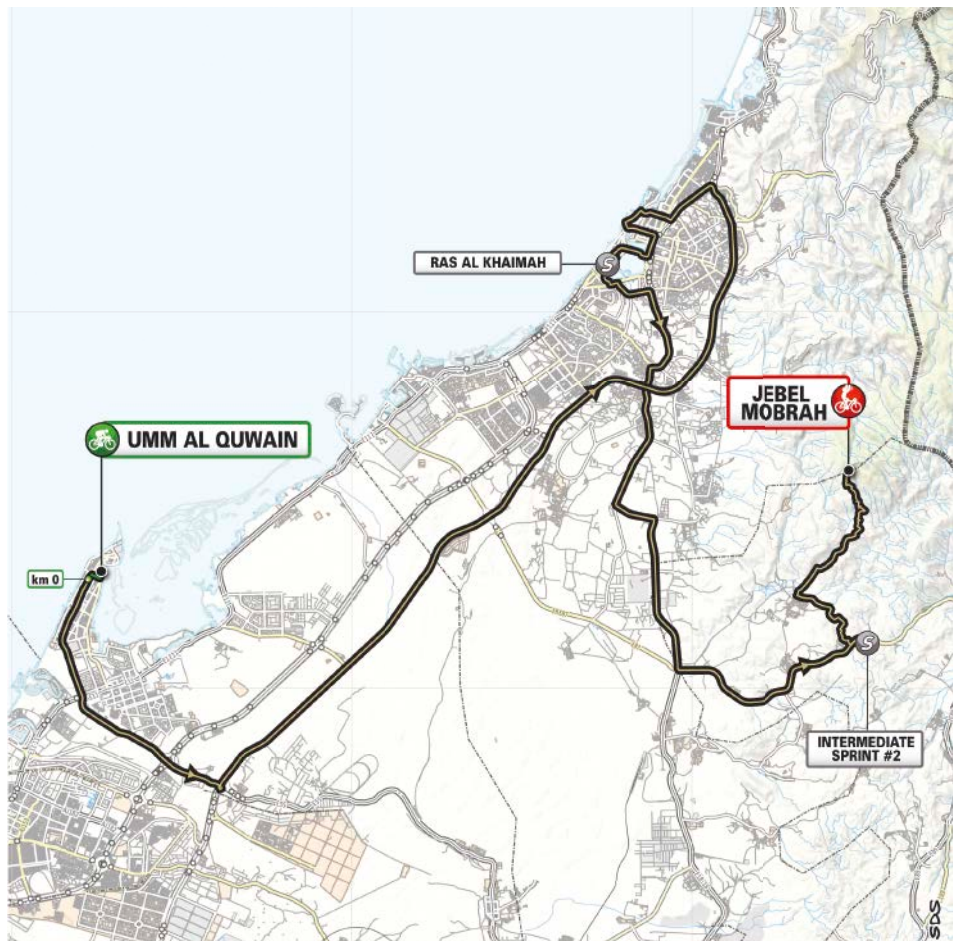 RAS AL KHAIMAH
S
JEBEL
MOBRAH
UMM AL QUWAIN
km 0
S
INTERMEDIATE
SPRINT #2
SDS